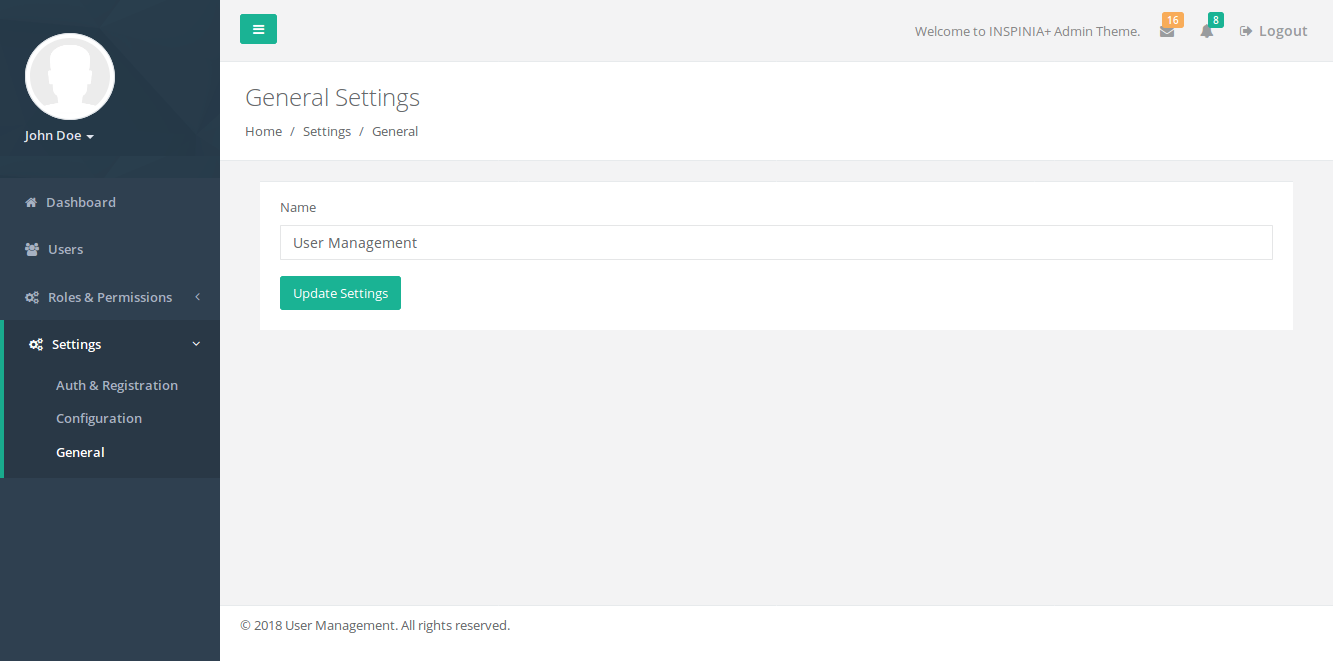 John Doe
Dashboard
Users
Roles & Permissions
Settings
Auth & Registration
Configuration
General
Welcome to INSPINIA+ Admin Theme.
16
8
Logout
General Settings
Home / Settings / General
Name
User Management
Update Settings
© 2018 User Management. All rights reserved.